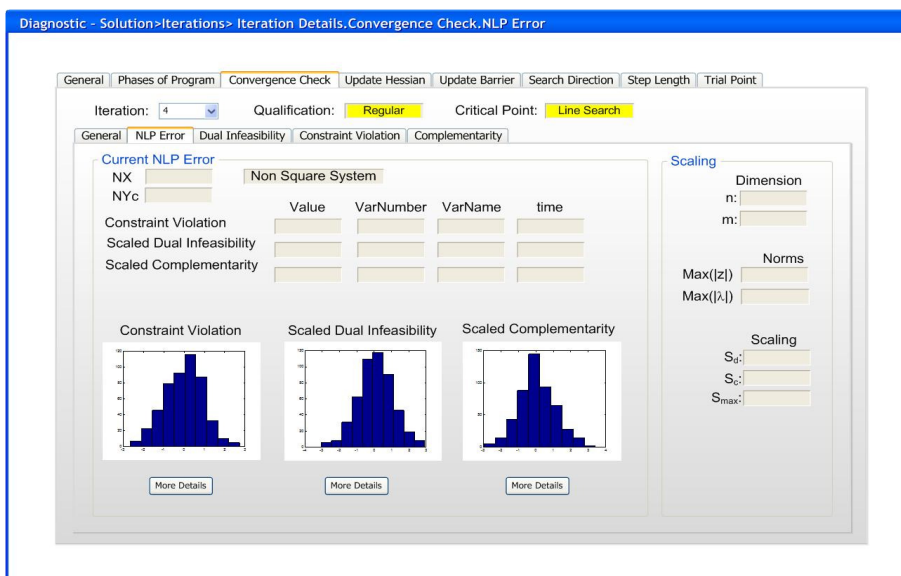 Diagnostic - Solution>Iterations> Iteration Details.Convergence Check.NLP Error
General Phases of Program Convergence Check Update Hessian Update Barrier Search Direction Step Length Trial Point
Iteration: 4 Qualification: Regular Critical Point: Line Search
General NLP Error Dual Infeasibility Constraint Violation Complementarity
Current NLP Error
NX Non Square System
NYc
Value VarNumber VarName time
Constraint Violation
Scaled Dual Infeasibility
Scaled Complementarity
Constraint Violation Scaled Dual Infeasibility Scaled Complementarity
More Details More Details More Details
Scaling
Dimension
n:
m:
Norms
Max(|z|)
Max(|λ|)
Scaling
Sd:
Sc:
Smax: